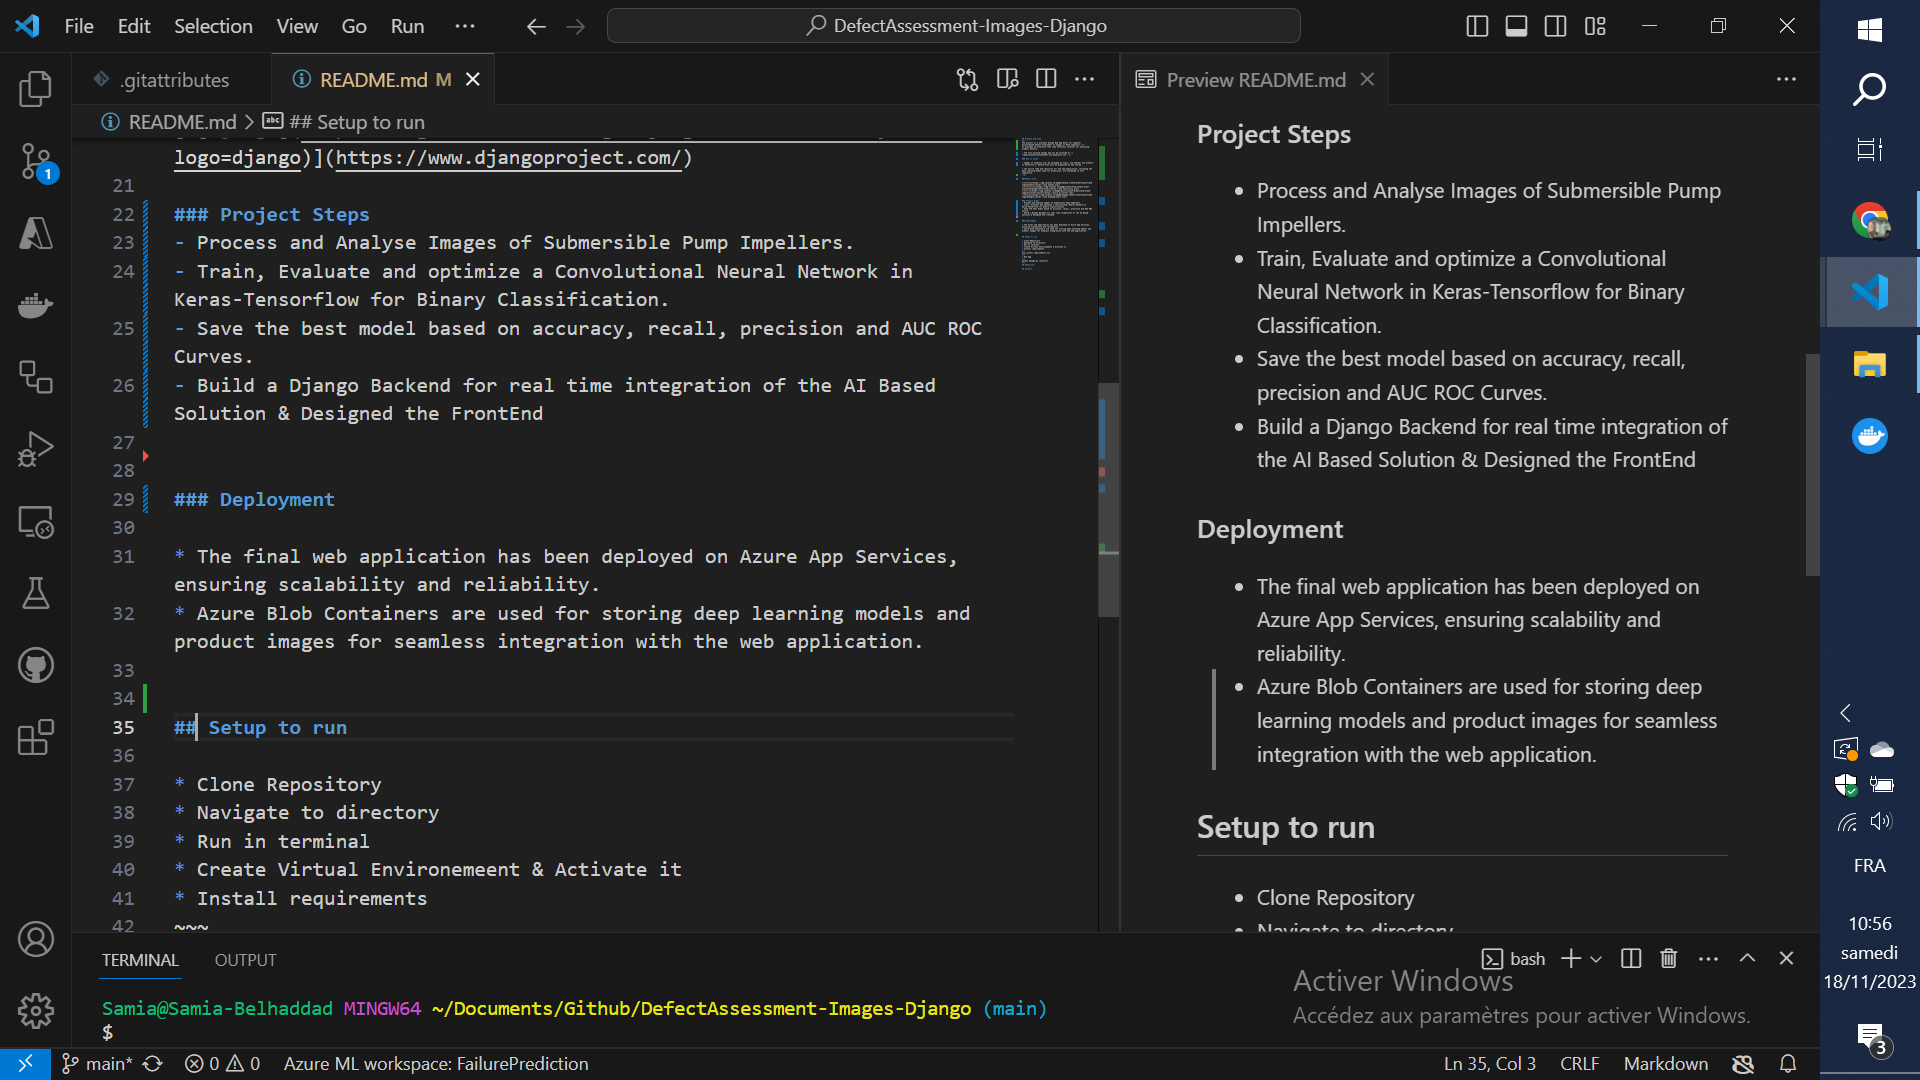 File Edit Selection View Go Run ···
DefectAssessment-Images-Django
.gitattributes
README.md M
Preview README.md
README.md > ## Setup to run
logo=django)](https://www.djangoproject.com/)
21
22 ### Project Steps
23 - Process and Analyse Images of Submersible Pump Impellers.
24 - Train, Evaluate and optimize a Convolutional Neural Network in
Keras-Tensorflow for Binary Classification.
25 - Save the best model based on accuracy, recall, precision and AUC ROC
Curves.
26 - Build a Django Backend for real time integration of the AI Based
Solution & Designed the FrontEnd
27
28
29 ### Deployment
30
31 * The final web application has been deployed on Azure App Services,
ensuring scalability and reliability.
32 * Azure Blob Containers are used for storing deep learning models and
product images for seamless integration with the web application.
33
34
35 ## Setup to run
36
37 * Clone Repository
38 * Navigate to directory
39 * Run in terminal
40 * Create Virtual Environemeent & Activate it
41 * Install requirements
42 ~~~
Project Steps
• Process and Analyse Images of Submersible Pump
Impellers.
• Train, Evaluate and optimize a Convolutional
Neural Network in Keras-Tensorflow for Binary
Classification.
• Save the best model based on accuracy, recall,
precision and AUC ROC Curves.
• Build a Django Backend for real time integration of
the AI Based Solution & Designed the FrontEnd
Deployment
• The final web application has been deployed on
Azure App Services, ensuring scalability and
reliability.
• Azure Blob Containers are used for storing deep
learning models and product images for seamless
integration with the web application.
Setup to run
• Clone Repository
• Navigate to directory
TERMINAL OUTPUT
bash
Samia@Samia-Belhaddad MINGW64 ~/Documents/Github/DefectAssessment-Images-Django (main)
$
Activer Windows
Accédez aux paramètres pour activer Windows.
main* 0 0 Azure ML workspace: FailurePrediction
Ln 35, Col 3 CRLF Markdown
1
FRA
10:56
samedi
18/11/2023
3